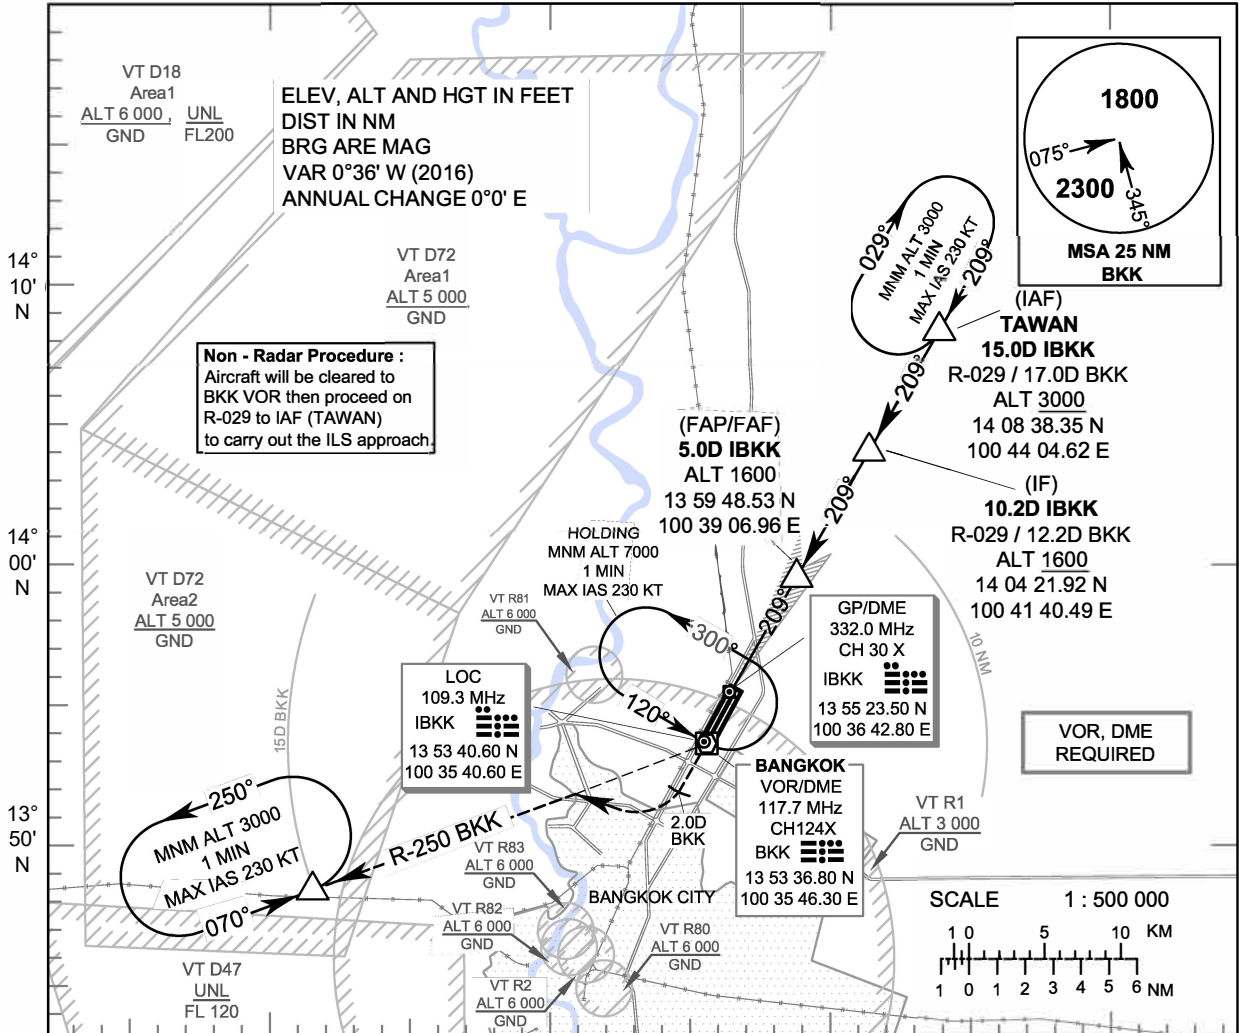 VT D18
Area1
ALT 6 000 , UNL
GND FL200
ELEV, ALT AND HGT IN FEET
DIST IN NM
BRG ARE MAG
VAR 0°36' W (2016)
ANNUAL CHANGE 0°0' E
1800
075°
2300
345°
MSA 25 NM
BKK
029°
MNM ALT 3000
1 MIN
MAX IAS 230 KT
209°
14°
10'
N
VT D72
Area1
ALT 5 000
GND
(IAF)
TAWAN
15.0D IBKK
R-029 / 17.0D BKK
ALT 3000
14 08 38.35 N
100 44 04.62 E
209°
Non - Radar Procedure :
Aircraft will be cleared to
BKK VOR then proceed on
R-029 to IAF (TAWAN)
to carry out the ILS approach.
(FAP/FAF)
5.0D IBKK
ALT 1600
13 59 48.53 N
100 39 06.96 E
209°
(IF)
10.2D IBKK
R-029 / 12.2D BKK
ALT 1600
14 04 21.92 N
100 41 40.49 E
14°
00'
N
HOLDING
MNM ALT 7000
1 MIN
MAX IAS 230 KT
VT D72
Area2
ALT 5 000
GND
VT R81
ALT 6 000
GND
300°
209°
120°
GP/DME
332.0 MHz
CH 30 X
IBKK
13 55 23.50 N
100 36 42.80 E
10 NM
LOC
109.3 MHz
IBKK
13 53 40.60 N
100 35 40.60 E
15D BKK
VOR, DME
REQUIRED
BANGKOK
VOR/DME
117.7 MHz
CH124X
BKK
13 53 36.80 N
100 35 46.30 E
250°
MNM ALT 3000
1 MIN
MAX IAS 230 KT
070°
R-250 BKK
2.0D
BKK
VT R1
ALT 3 000
GND
13°
50'
N
VT R83
ALT 6 000
GND
BANGKOK CITY
VT R82
ALT 6 000
GND
VT R80
ALT 6 000
GND
VT R2
ALT 6 000
GND
VT D47
UNL
FL 120
SCALE 1 : 500 000
1 0 5 10 KM
1 0 1 2 3 4 5 6 NM